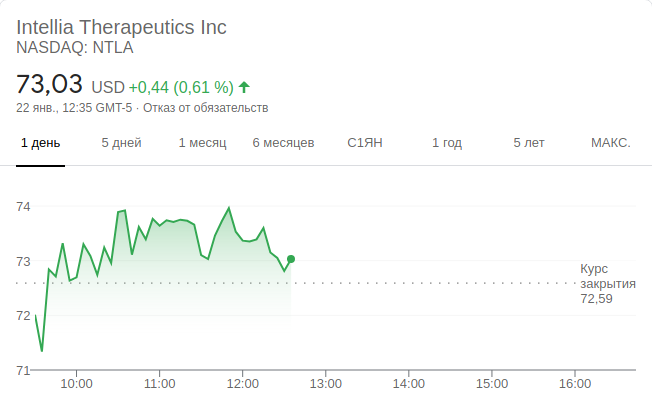 Intellia Therapeutics Inc
NASDAQ: NTLA
73,03 USD +0,44 (0,61 %)
22 янв., 12:35 GMT-5 · Отказ от обязательств
1 день 5 дней 1 месяц 6 месяцев С1ЯН 1 год 5 лет МАКС.
74
73
Курс
закрытия
72,59
72
71
10:00 11:00 12:00 13:00 14:00 15:00 16:00